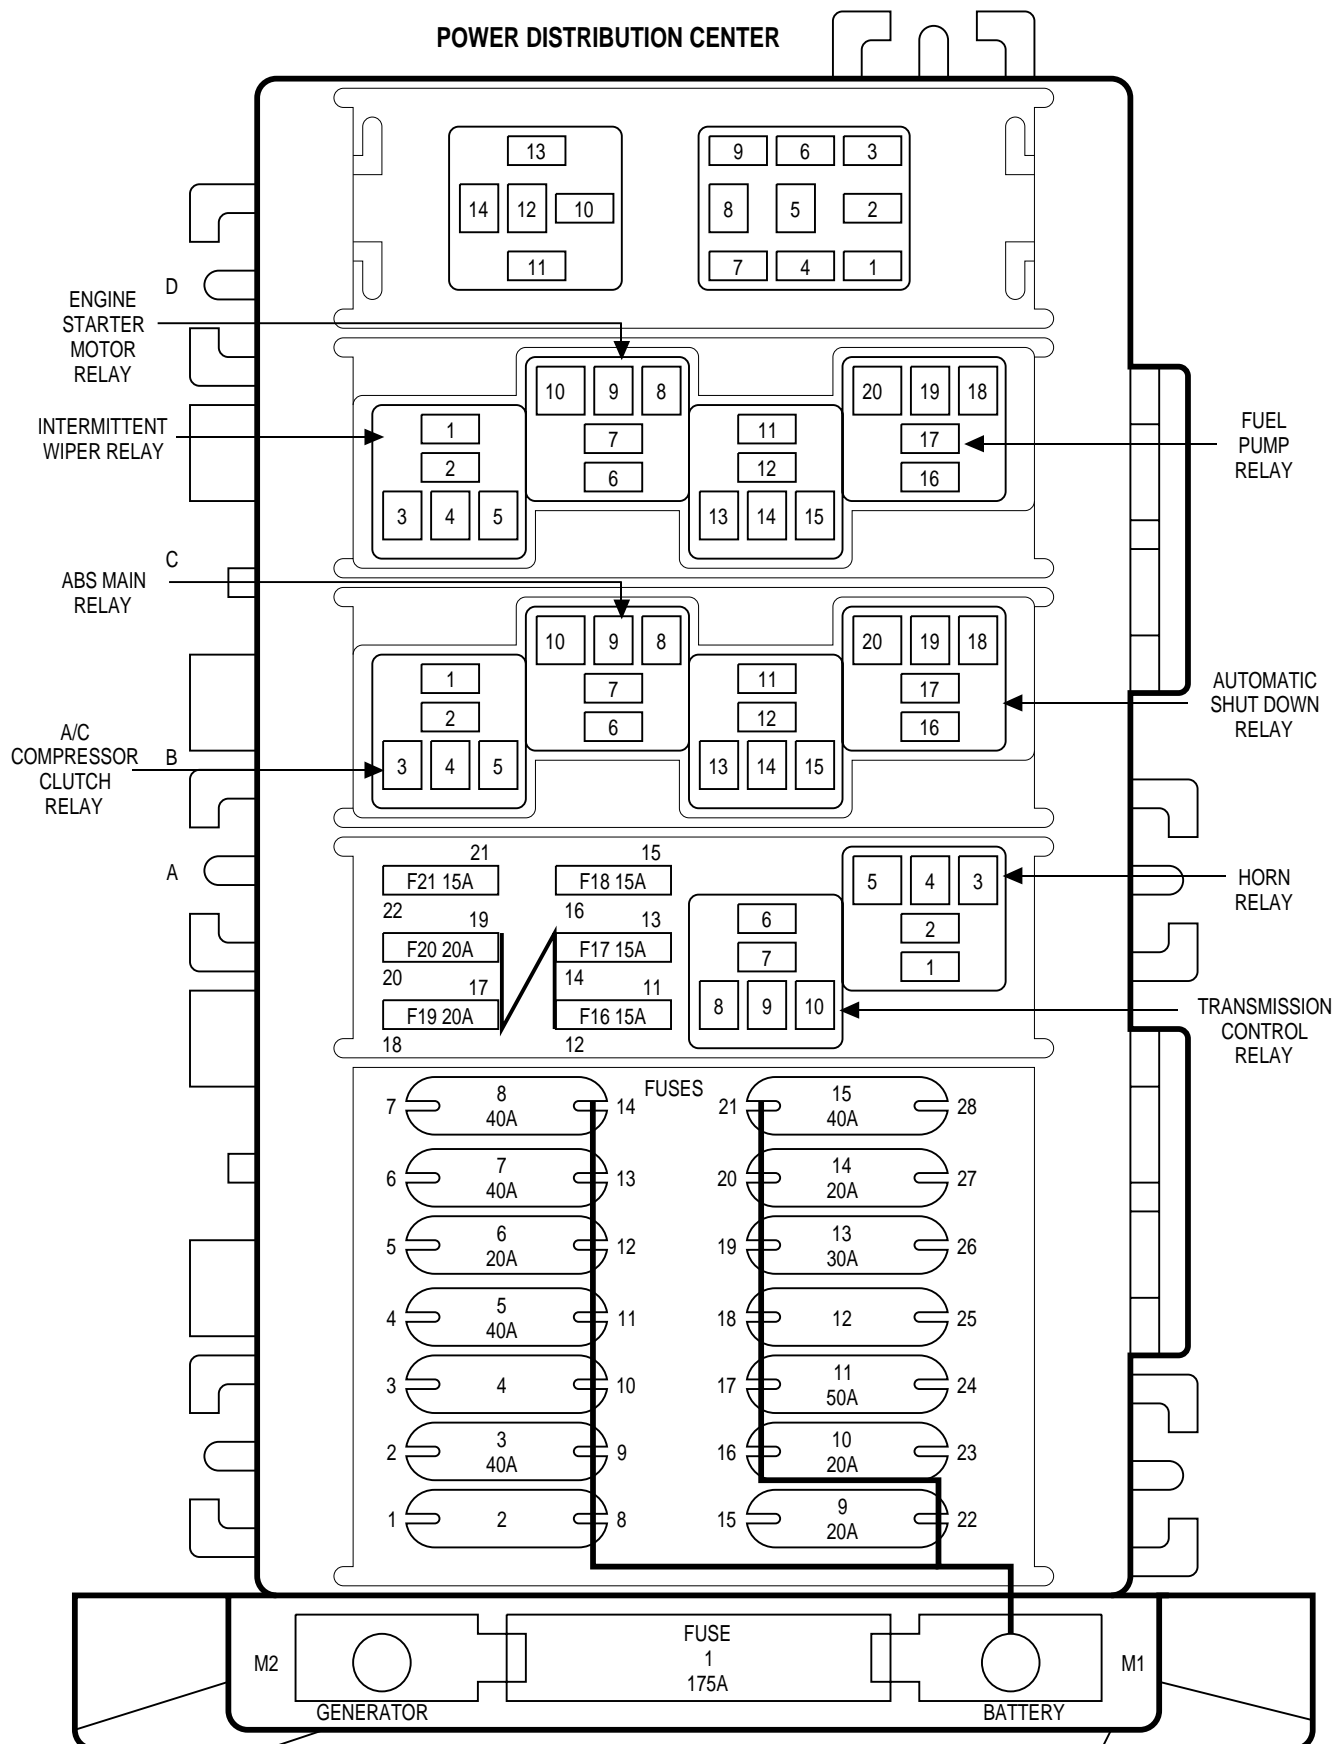 POWER DISTRIBUTION CENTER
13
14 12 10
11
9 6 3
8 5 2
7 4 1
D
ENGINE
STARTER
MOTOR
RELAY
INTERMITTENT
WIPER RELAY
10 9 8
7
6
1
2
3 4 5
11
12
13 14 15
20 19 18
17
16
FUEL
PUMP
RELAY
C
ABS MAIN
RELAY
10 9 8
7
6
1
2
3 4 5
11
12
13 14 15
20 19 18
17
16
AUTOMATIC
SHUT DOWN
RELAY
A/C
COMPRESSOR
CLUTCH
RELAY
B
A
21
F21 15A
22
19
F20 20A
20
17
F19 20A
18
15
F18 15A
16
13
F17 15A
14
11
F16 15A
12
6
7
8 9 10
5 4 3
2
1
HORN
RELAY
TRANSMISSION
CONTROL
RELAY
FUSES
7 8 14
40A
6 7 13
40A
5 6 12
20A
4 5 11
40A
3 4 10
2 3 9
40A
1 2 8
21 15 28
40A
20 14 27
20A
19 13 26
30A
18 12 25
17 11 24
50A
16 10 23
20A
15 9 22
20A
M2
GENERATOR
FUSE
1
175A
BATTERY
M1